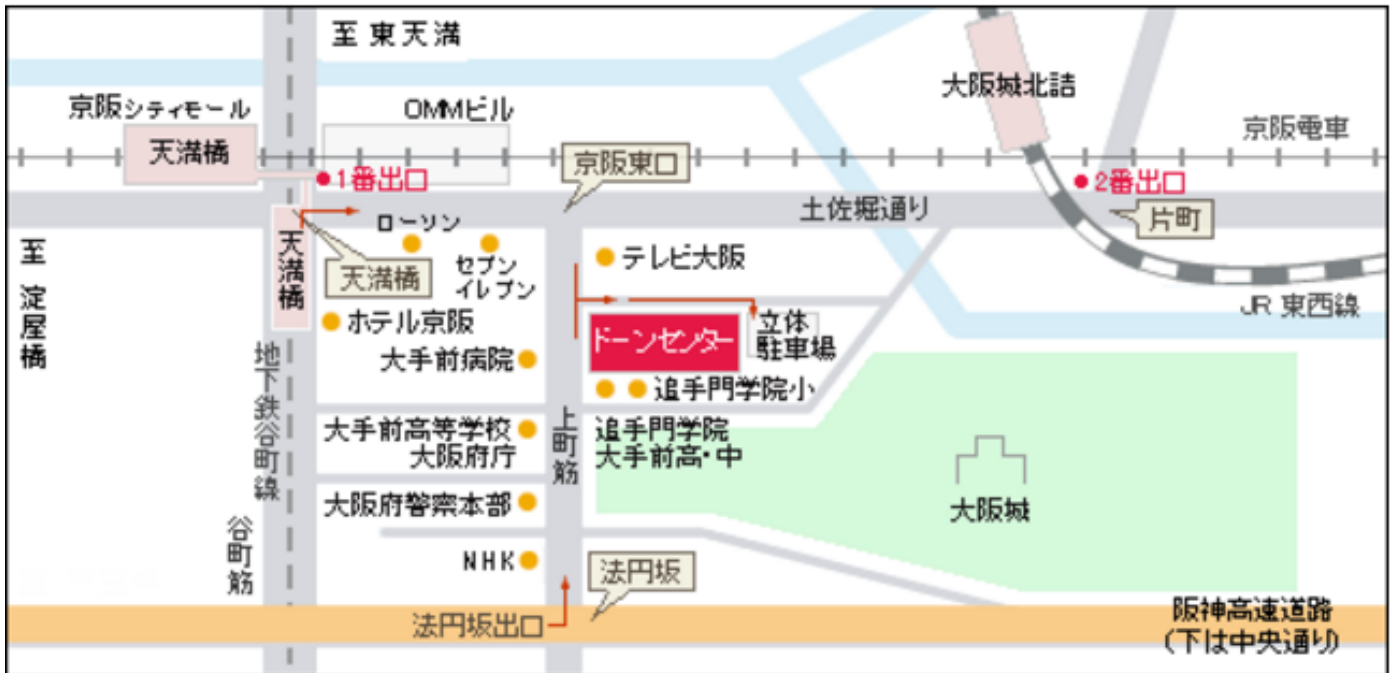 至 東天満
京阪シティモール
OMMビル
大阪城北詰
京阪電車
天満橋
1番出口
京阪東口
2番出口
土佐堀通り
片町
ローソン
セブン
イレブン
テレビ大阪
天満橋
天満橋
至 淀屋橋
ホテル京阪
ドーンセンター
立体
駐車場
JR 東西線
大手前病院
追手門学院小
地下鉄谷町線
大手前高等学校
大阪府庁
上町筋
追手門学院
大手前高・中
大阪府警察本部
大阪城
谷町筋
NHK
法円坂
法円坂出口
阪神高速道路
(下は中央通り)